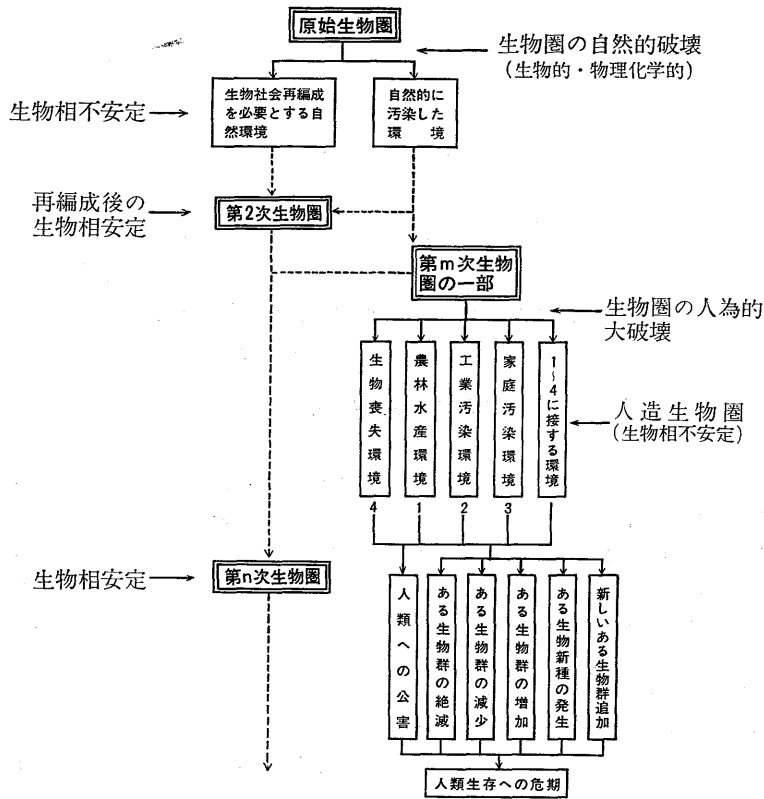 原始生物圏
生物圏の自然的破壊
(生物的・物理化学的)
生物相不安定
生物社会再編成
を必要とする自
然環境
自然的に
汚染した
環境
再編成後の
生物相安定
第2次生物圏
第m次生物
圏の一部
生物圏の人為的
大破壊
生物喪失環境
農林水産環境
工業汚染環境
家庭汚染環境
1~4に接する環境
人造生物圏
(生物相不安定)
4
1
2
3
生物相安定
第n次生物圏
人類への公害
ある生物群の絶滅
ある生物群の減少
ある生物群の増加
ある生物新種の発生
新しいある生物群追加
人類生存への危期